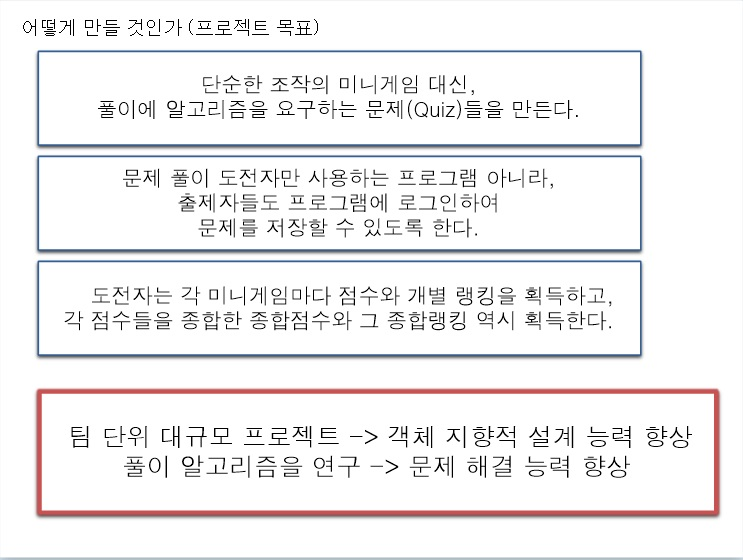 어떻게 만들 것인가 (프로젝트 목표)
단순한 조작의 미니게임 대신,
풀이에 알고리즘을 요구하는 문제(Quiz)들을 만든다.
문제 풀이 도전자만 사용하는 프로그램 아니라,
출제자들도 프로그램에 로그인하여
문제를 저장할 수 있도록 한다.
도전자는 각 미니게임마다 점수와 개별 랭킹을 획득하고,
각 점수들을 종합한 종합점수와 그 종합랭킹 역시 획득한다.
팀 단위 대규모 프로젝트 –> 객체 지향적 설계 능력 향상
풀이 알고리즘을 연구 –> 문제 해결 능력 향상